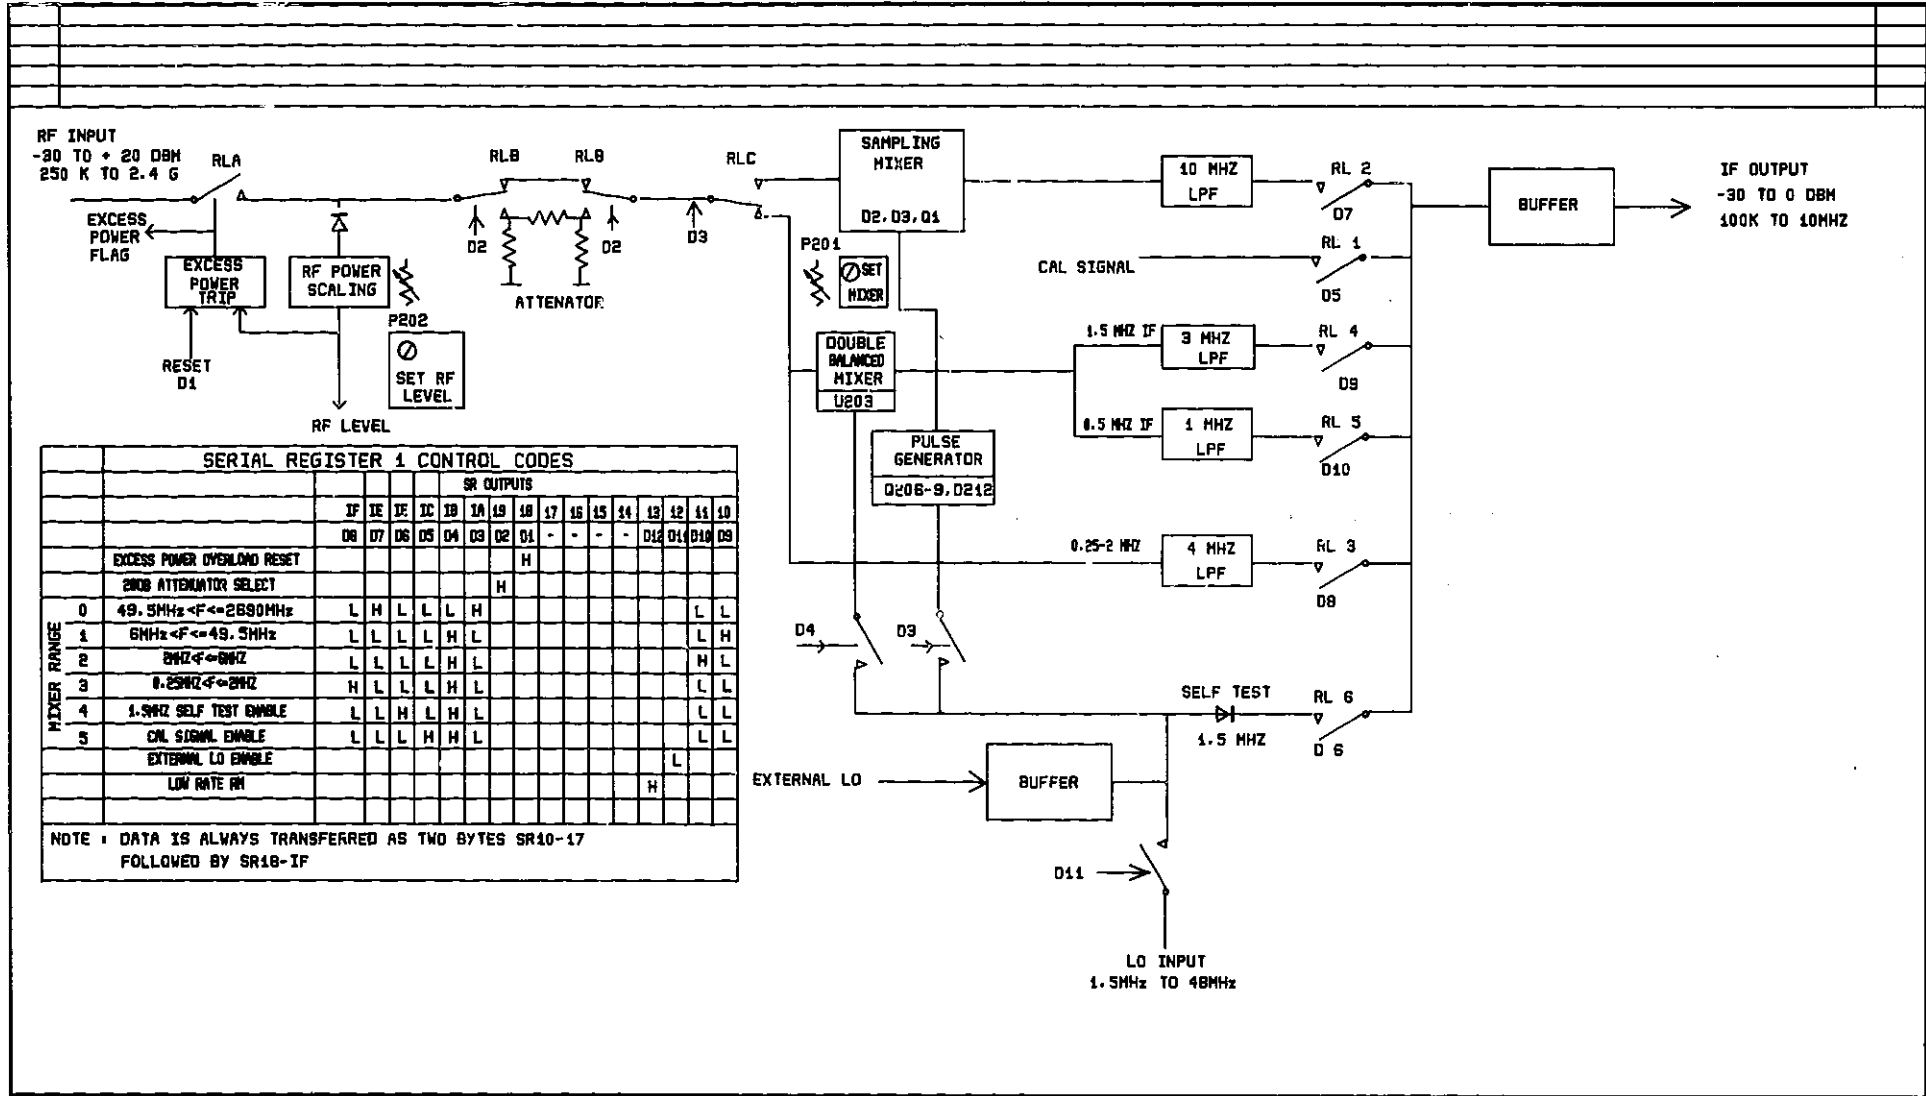 RF INPUT
-30 TO + 20 DBM
250 K TO 2.4 G
RLA
EXCESS
POWER
FLAG
EXCESS
POWER
TRIP
RESET
D1
RF POWER
SCALING
P202
SET RF
LEVEL
RF LEVEL
RLB
RLB
D2
D2
ATTENATOR
D3
RLC
SAMPLING
MIXER
D2,D3,Q1
P201
SET
MIXER
DOUBLE
BALANCED
MIXER
U203
PULSE
GENERATOR
Q206-9,D212
D4
D3
10 MHZ
LPF
RL 2
D7
CAL SIGNAL
RL 1
D5
1.5 MHZ IF
3 MHZ
LPF
RL 4
D9
0.5 MHZ IF
1 MHZ
LPF
RL 5
D10
0.25-2 MHZ
4 MHZ
LPF
RL 3
D8
SELF TEST
1.5 MHZ
RL 6
D 6
BUFFER
IF OUTPUT
-30 TO 0 DBM
100K TO 10MHZ
EXTERNAL LO
BUFFER
D11
LO INPUT
1.5MHz TO 48MHz
SERIAL REGISTER 1 CONTROL CODES
SR OUTPUTS
1F 1E 1E 1C 1B 1A 19 18 17 16 15 14 13 12 11 10
D8 D7 D6 D5 D4 D3 D2 D1 - - - - D12 D11 D10 D9
EXCESS POWER OVERLOAD RESET H
20DB ATTENUATOR SELECT H
MIXER RANGE
0 49.5MHz<F<=2690MHz L H L L L H L L
1 6MHz<F<=49.5MHz L L L L H L L H
2 2MHZ<F<=6MHZ L L L L H L H L
3 0.25MHZ<F<=2MHZ H L L L H L L L
4 1.5MHZ SELF TEST ENABLE L L H L H L L L
5 CAL SIGNAL ENABLE L L L H H L L L
EXTERNAL LO ENABLE L
LOW RATE H
NOTE : DATA IS ALWAYS TRANSFERRED AS TWO BYTES SR10-17
FOLLOWED BY SR18-1F